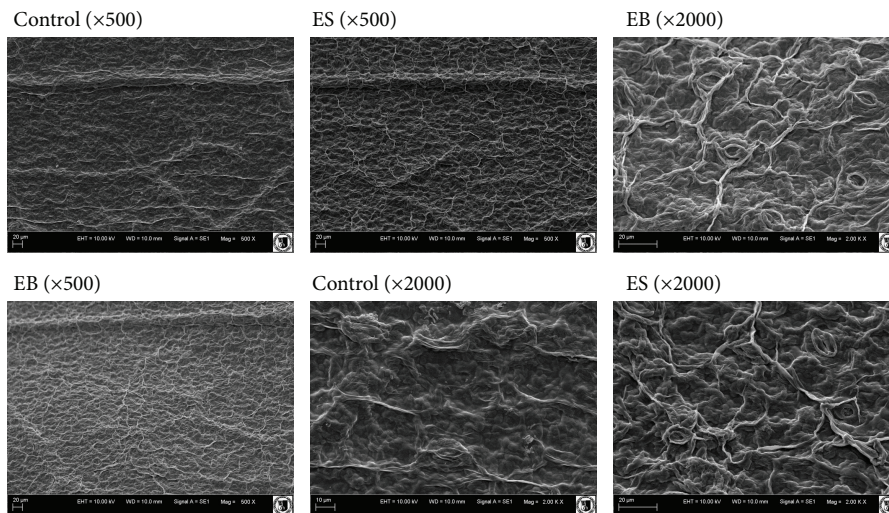 Control (×500)
ES (×500)
EB (×2000)
20 μm
EHT = 10.00 kV WD = 10.0 mm Signal A = SE1 Mag = 500 X
20 μm
EHT = 10.00 kV WD = 10.0 mm Signal A = SE1 Mag = 500 X
20 μm
EHT = 10.00 kV WD = 10.0 mm Signal A = SE1 Mag = 2.00 K X
EB (×500)
Control (×2000)
ES (×2000)
20 μm
EHT = 10.00 kV WD = 10.0 mm Signal A = SE1 Mag = 500 X
10 μm
EHT = 10.00 kV WD = 10.0 mm Signal A = SE1 Mag = 2.00 K X
20 μm
EHT = 10.00 kV WD = 10.0 mm Signal A = SE1 Mag = 2.00 K X